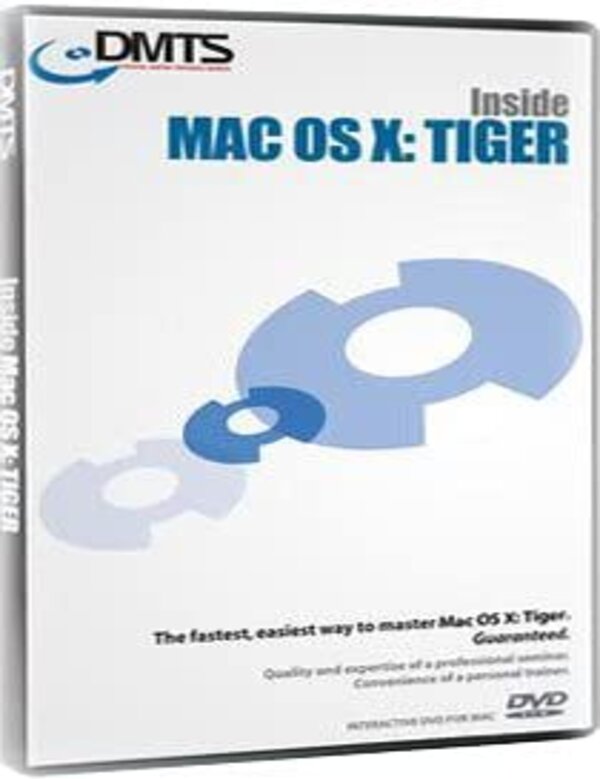 DMTS
Inside
MAC OS X: TIGER
DMTS
Inside Mac OS X: TIGER
The fastest, easiest way to master Mac OS X: Tiger.
Guaranteed.
Quality and expertise of a professional seminar.
Convenience of a personal trainer.
INTERACTIVE DVD FOR MAC
DVD